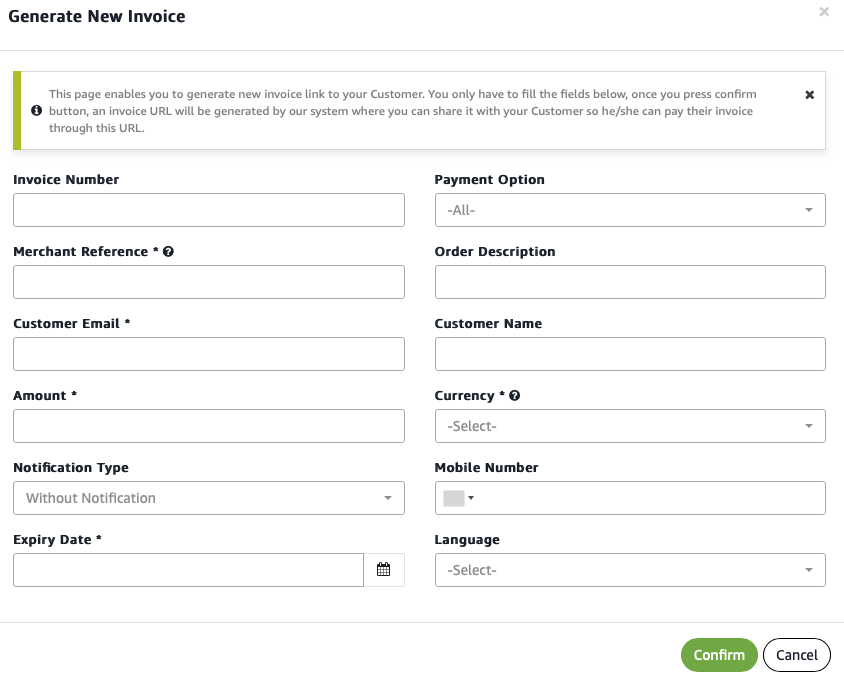 Generate New Invoice
This page enables you to generate new invoice link to your Customer. You only have to fill the fields below, once you press confirm
button, an invoice URL will be generated by our system where you can share it with your Customer so he/she can pay their invoice
through this URL.
Invoice Number
Payment Option
-All-
Merchant Reference *
Order Description
Customer Email *
Customer Name
Amount *
Currency *
-Select-
Notification Type
Mobile Number
Without Notification
Expiry Date *
Language
-Select-
Confirm
Cancel